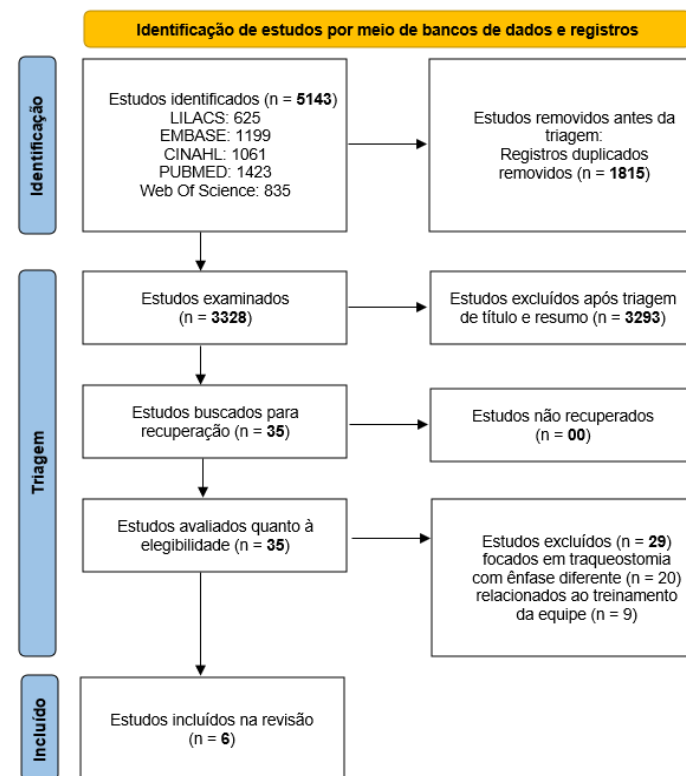 Identificação de estudos por meio de bancos de dados e registros
Identificação
Estudos identificados (n = 5143)
LILACS: 625
EMBASE: 1199
CINAHL: 1061
PUBMED: 1423
Web Of Science: 835
Estudos removidos antes da
triagem:
Registros duplicados
removidos (n = 1815)
Triagem
Estudos examinados
(n = 3328)
Estudos excluídos após triagem
de título e resumo (n = 3293)
Estudos buscados para
recuperação (n = 35)
Estudos não recuperados
(n = 00)
Estudos avaliados quanto à
elegibilidade (n = 35)
Estudos excluídos (n = 29)
focados em traqueostomia
com ênfase diferente (n = 20)
relacionados ao treinamento
da equipe (n = 9)
Incluído
Estudos incluídos na revisão
(n = 6)